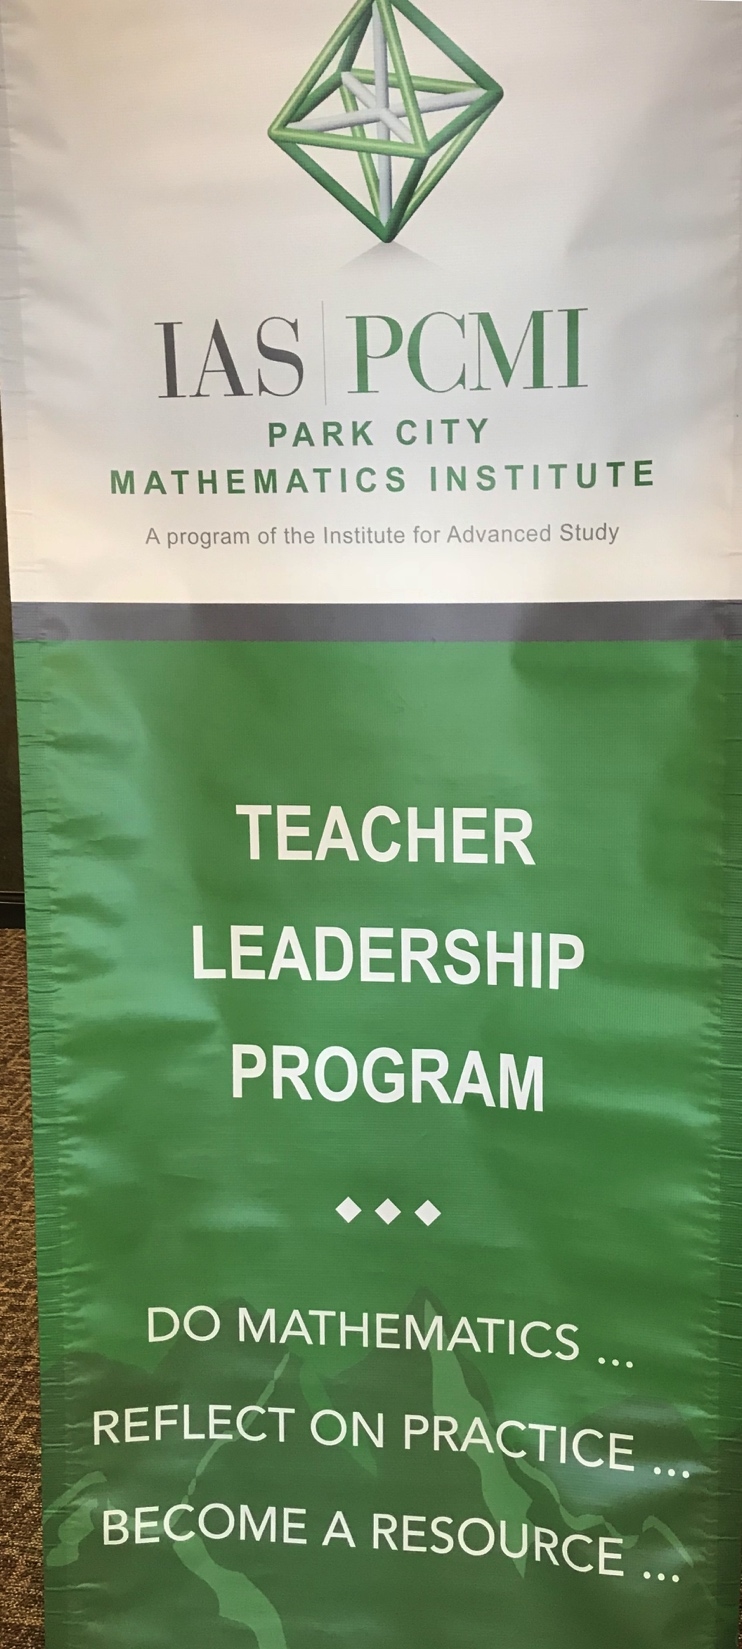 IAS PCMI
PARK CITY
MATHEMATICS INSTITUTE
A program of the Institute for Advanced Study
TEACHER
LEADERSHIP
PROGRAM
DO MATHEMATICS ...
REFLECT ON PRACTICE ...
BECOME A RESOURCE ...